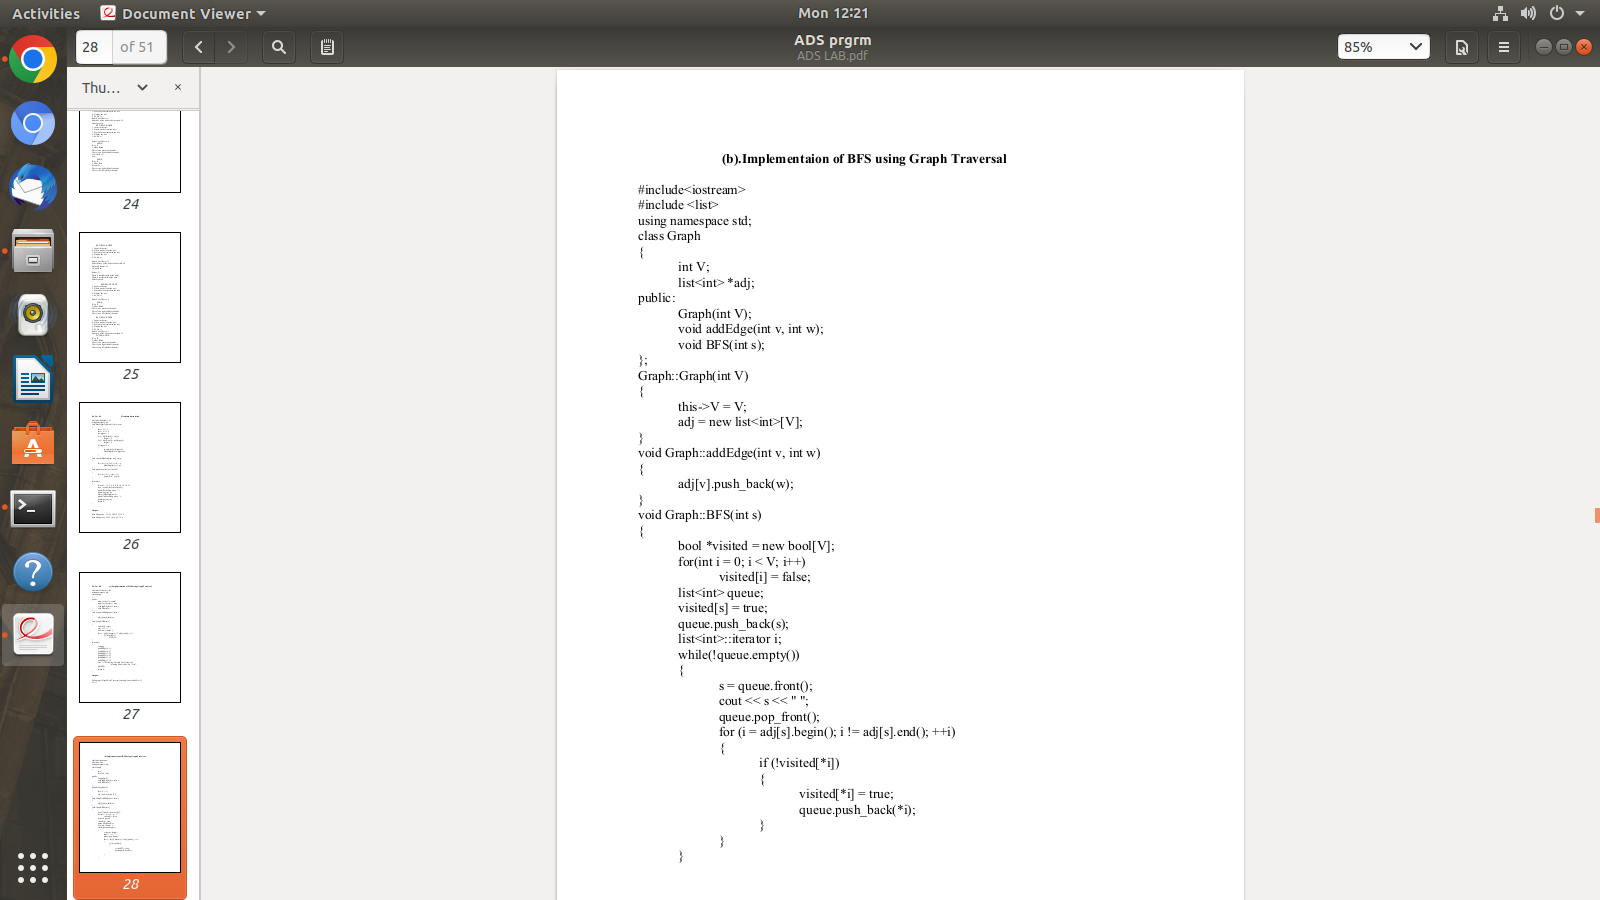 Activities
Document Viewer
Mon 12:21
28
of 51
ADS prgrm
ADS LAB.pdf
85%
Thu...
24
25
26
27
28
(b).Implementaion of BFS using Graph Traversal
#include<iostream>
#include <list>
using namespace std;
class Graph
{
int V;
list<int> *adj;
public:
Graph(int V);
void addEdge(int v, int w);
void BFS(int s);
};
Graph::Graph(int V)
{
this->V = V;
adj = new list<int>[V];
}
void Graph::addEdge(int v, int w)
{
adj[v].push_back(w);
}
void Graph::BFS(int s)
{
bool *visited = new bool[V];
for(int i = 0; i < V; i++)
visited[i] = false;
list<int> queue;
visited[s] = true;
queue.push_back(s);
list<int>::iterator i;
while(!queue.empty())
{
s = queue.front();
cout << s << " ";
queue.pop_front();
for (i = adj[s].begin(); i != adj[s].end(); ++i)
{
if (!visited[*i])
{
visited[*i] = true;
queue.push_back(*i);
}
}
}